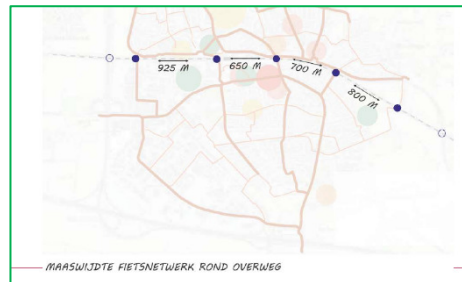 925 M
650 M
700 M
800 M
MAASWIJDTE FIETSNETWERK ROND OVERWEG